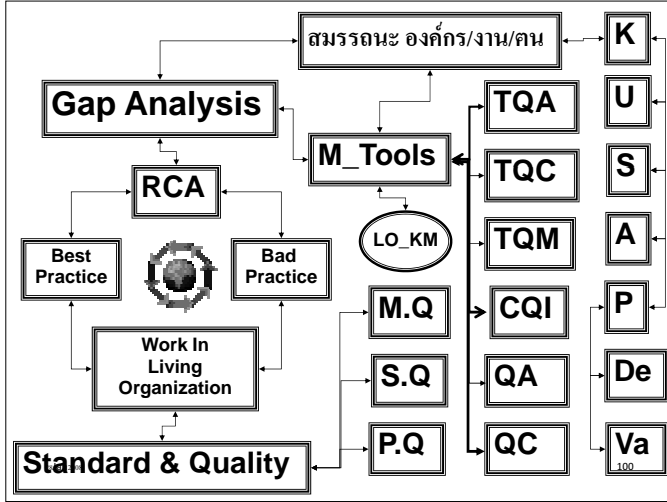 สมรรถนะ องค์กร/งาน/ตน
K
Gap Analysis
TQA
U
M_Tools
RCA
TQC
S
LO_KM
TQM
A
Best
Practice
Bad
Practice
M.Q
CQI
P
Work In
Living
Organization
S.Q
QA
De
Standard & Quality
P.Q
QC
Va
100